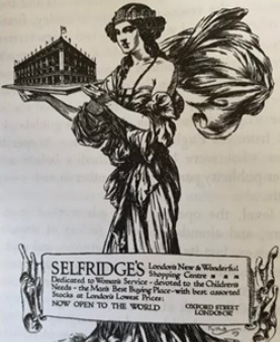 SELFRIDGE'S London's New & Wonderful
Shopping Centre
Dedicated to Woman's Service-devoted to the Children's
Needs-the Man's Best Buying Place-with best assorted
Stocks at London's Lowest Prices:
NOW OPEN TO THE WORLD OXFORD STREET
LONDON W